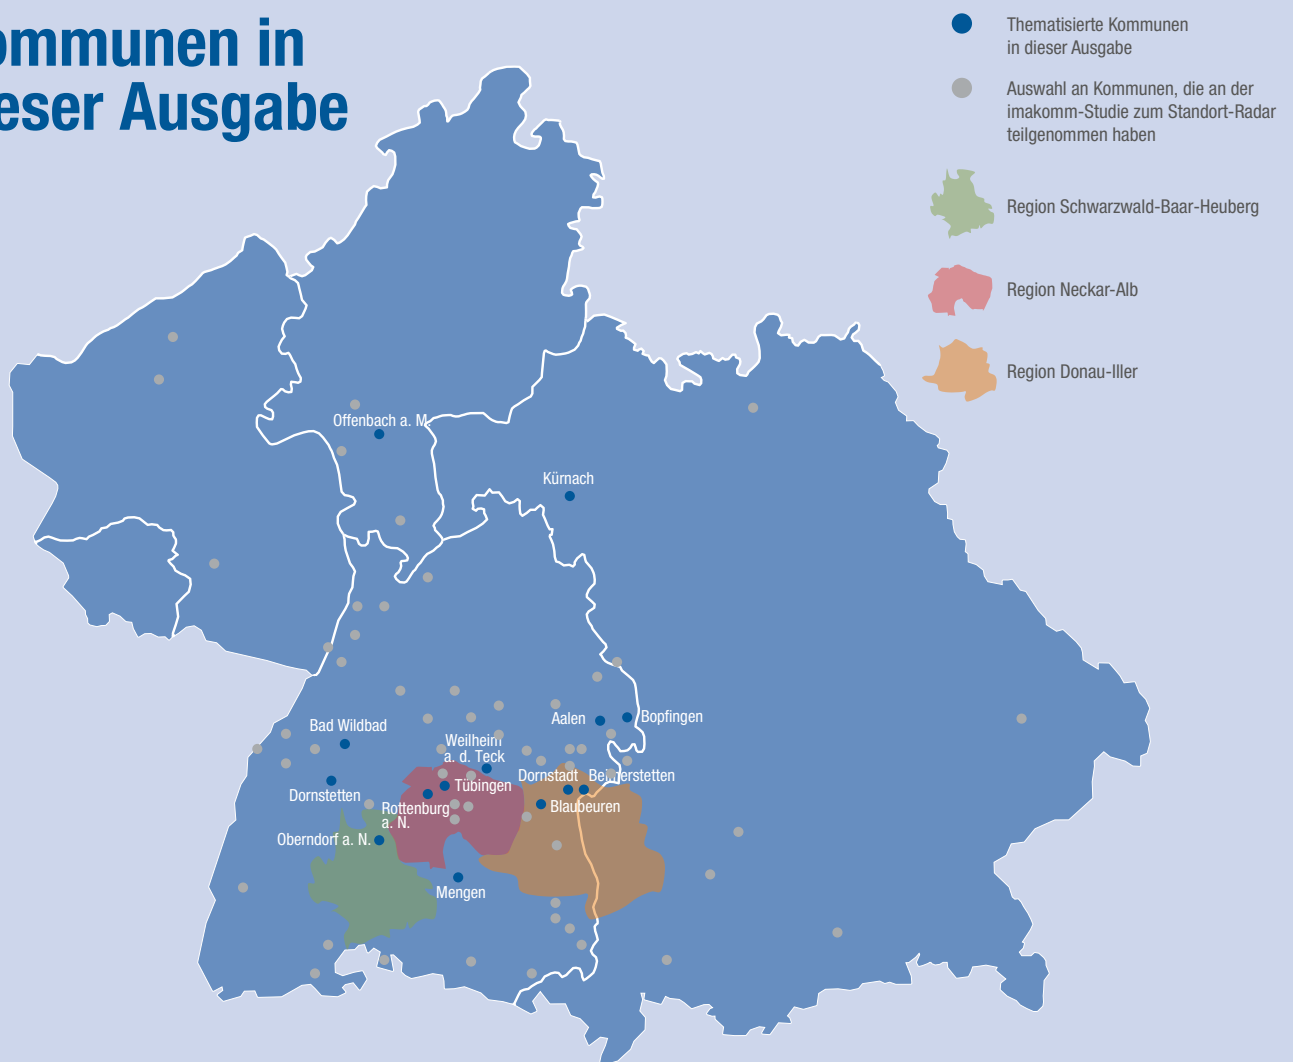 ommunen in
eser Ausgabe
Thematisierte Kommunen
in dieser Ausgabe
Auswahl an Kommunen, die an der
imakomm-Studie zum Standort-Radar
teilgenommen haben
Region Schwarzwald-Baar-Heuberg
Region Neckar-Alb
Region Donau-Iller
Offenbach a. M.
Kürnach
Bad Wildbad
Aalen
Bopfingen
Weilheim
a. d. Teck
Dornstetten
Tübingen
Dornstadt
Beimerstetten
Rottenburg
a. N.
Blaubeuren
Oberndorf a. N.
Mengen